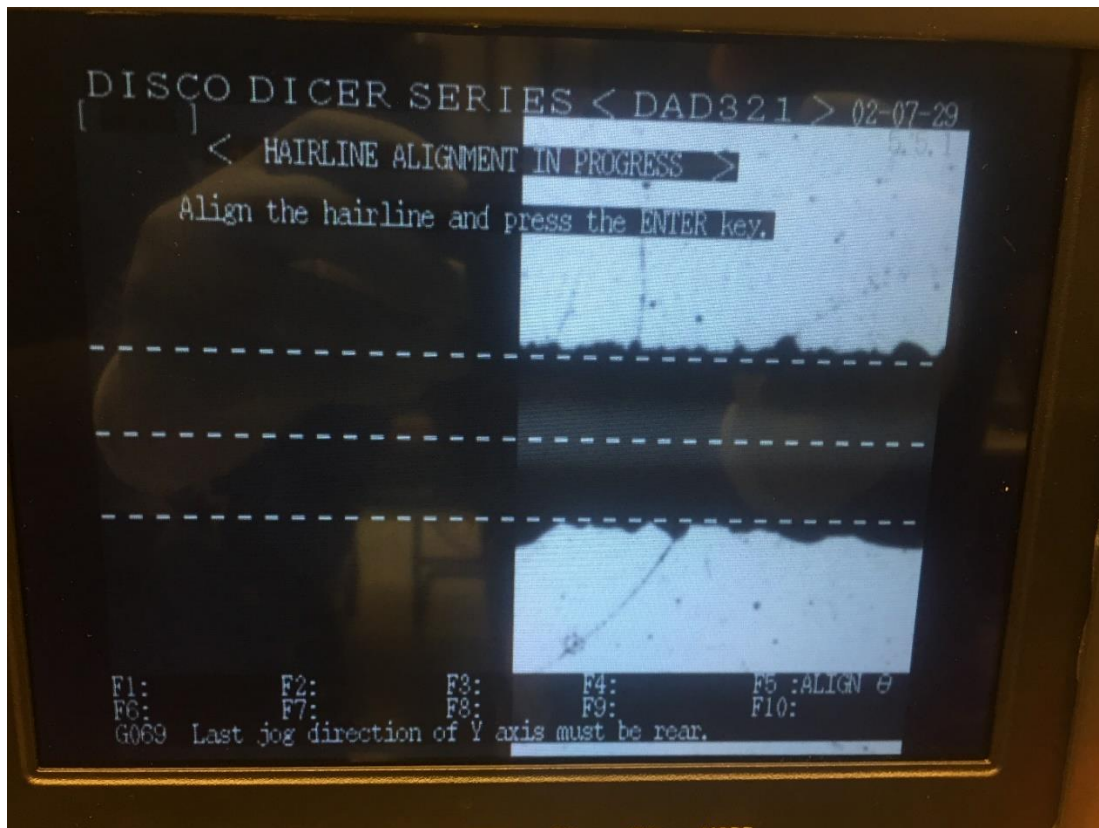 DISCO DICER SERIES < DAD321 > 02-07-29
[ ]
< HAIRLINE ALIGNMENT IN PROGRESS >
Align the hairline and press the ENTER key.
F1: F2: F3: F4: F5 :ALIGN θ
F6: F7: F8: F9: F10:
G069 Last jog direction of Y axis must be rear.